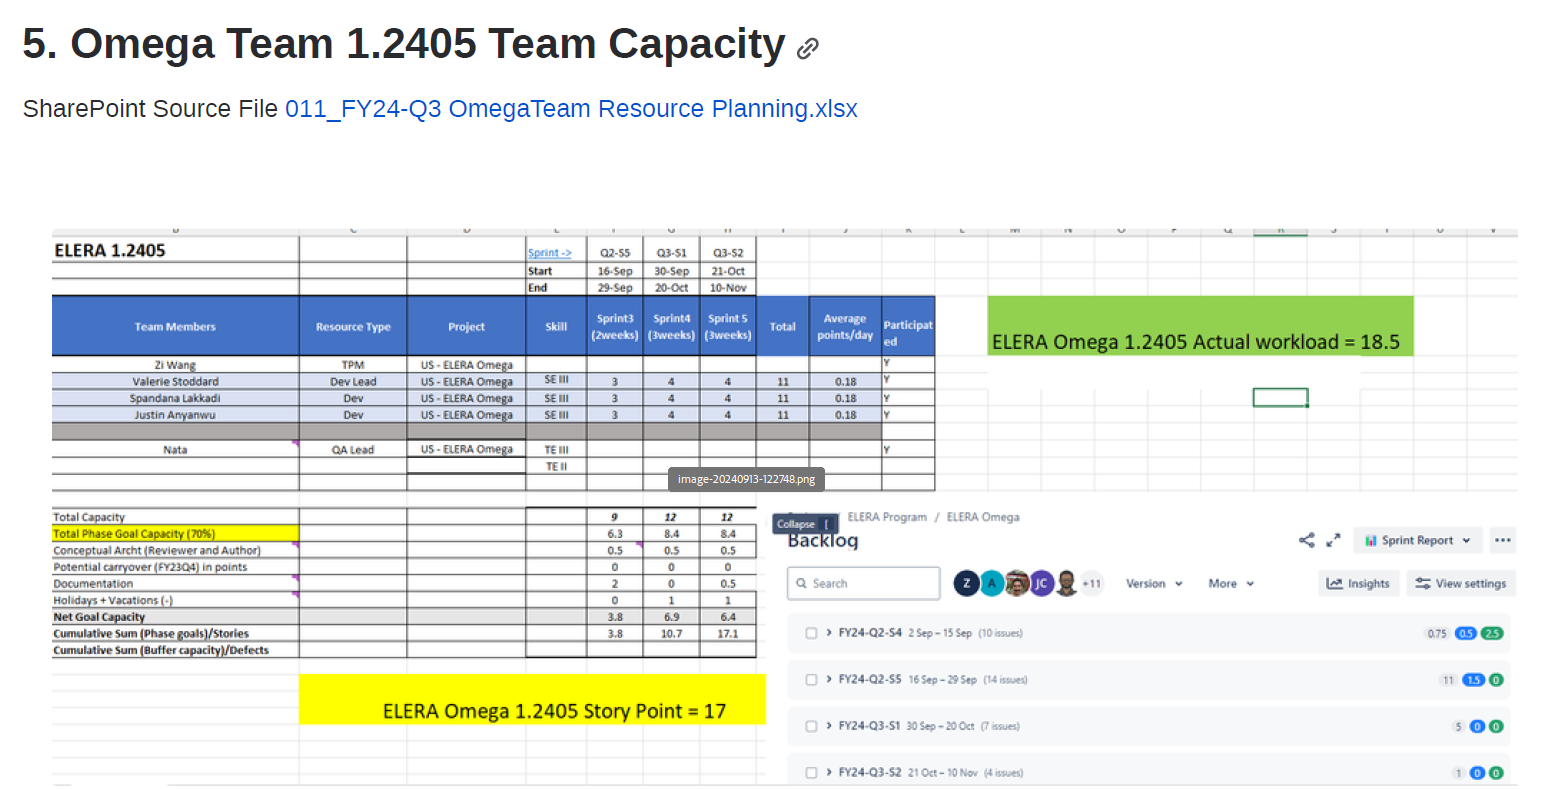 5. Omega Team 1.2405 Team Capacity
SharePoint Source File 011_FY24-Q3 OmegaTeam Resource Planning.xlsx
ELERA 1.2405 Sprint -> Q2-S5 Q3-S1 Q3-S2
Start 16-Sep 30-Sep 21-Oct
End 29-Sep 20-Oct 10-Nov
Team Members Resource Type Project Skill Sprint3 (2weeks) Sprint4 (3weeks) Sprint 5 (3weeks) Total Average points/day Participated
ELERA Omega 1.2405 Actual workload = 18.5
Zi Wang TPM US - ELERA Omega Y
Valerie Stoddard Dev Lead US - ELERA Omega SE III 3 4 4 11 0.18 Y
Spandana Lakkadi Dev US - ELERA Omega SE III 3 4 4 11 0.18 Y
Justin Anyanwu Dev US - ELERA Omega SE III 3 4 4 11 0.18 Y
Nata QA Lead US - ELERA Omega TE III Y
TE II
image-20240913-122748.png
Total Capacity 9 12 12
Total Phase Goal Capacity (70%) 6.3 8.4 8.4
Conceptual Archt (Reviewer and Author) 0.5 0.5 0.5
Potential carryover (FY23Q4) in points 0 0 0
Documentation 2 0 0.5
Holidays + Vacations (-) 0 1 1
Net Goal Capacity 3.8 6.9 6.4
Cumulative Sum (Phase goals)/Stories 3.8 10.7 17.1
Cumulative Sum (Buffer capacity)/Defects
ELERA Omega 1.2405 Story Point = 17
ELERA Program / ELERA Omega
Collapse [
Backlog
Sprint Report
Search
Z A JC +11
Version
More
Insights
View settings
FY24-Q2-S4 2 Sep – 15 Sep (10 issues) 0.75 0.5 2.5
FY24-Q2-S5 16 Sep – 29 Sep (14 issues) 11 1.5 0
FY24-Q3-S1 30 Sep – 20 Oct (7 issues) 5 0 0
FY24-Q3-S2 21 Oct – 10 Nov (4 issues) 1 0 0